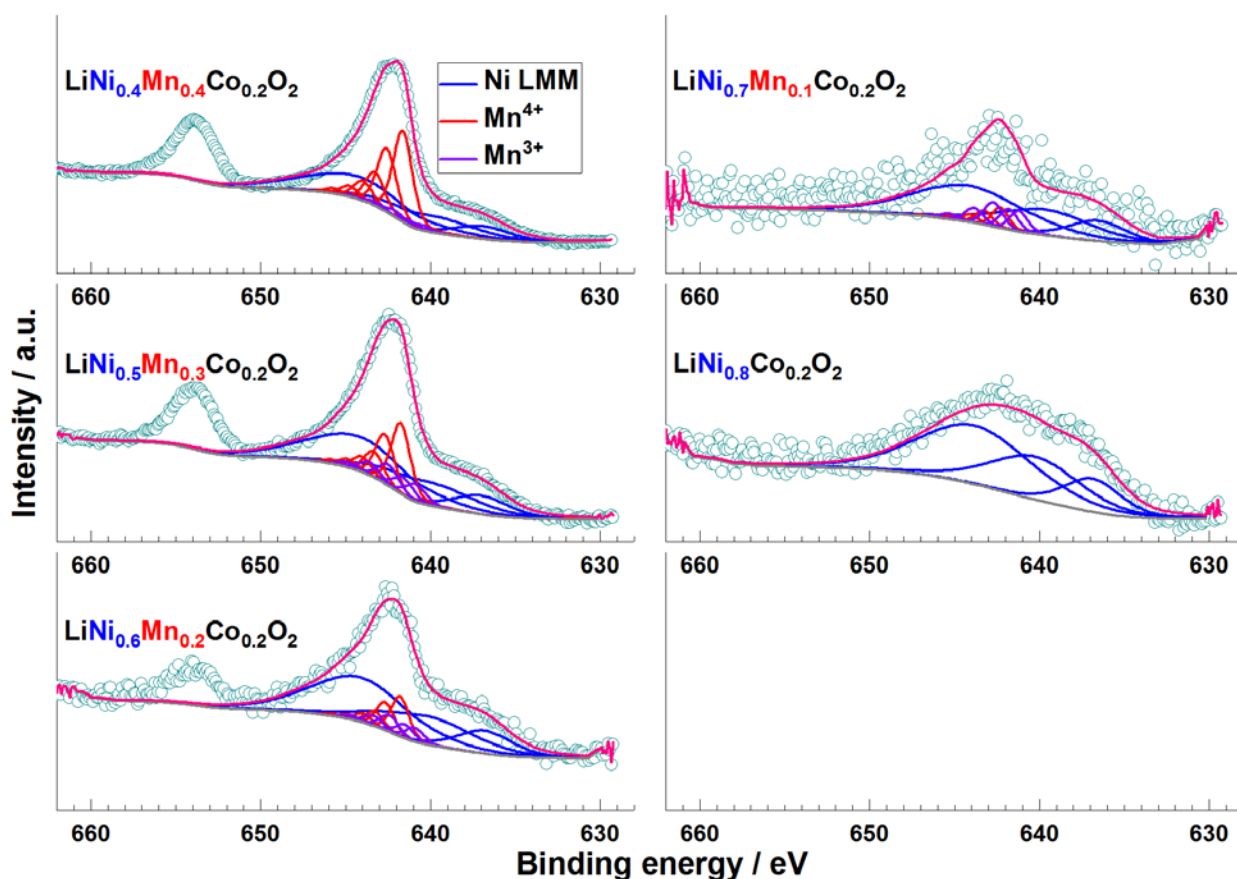 LiNi0.4Mn0.4Co0.2O2
Ni LMM
Mn4+
Mn3+
660 650 640 630
LiNi0.7Mn0.1Co0.2O2
660 650 640 630
LiNi0.5Mn0.3Co0.2O2
660 650 640 630
LiNi0.8Co0.2O2
660 650 640 630
LiNi0.6Mn0.2Co0.2O2
660 650 640 630
660 650 640 630
Intensity / a.u.
Binding energy / eV